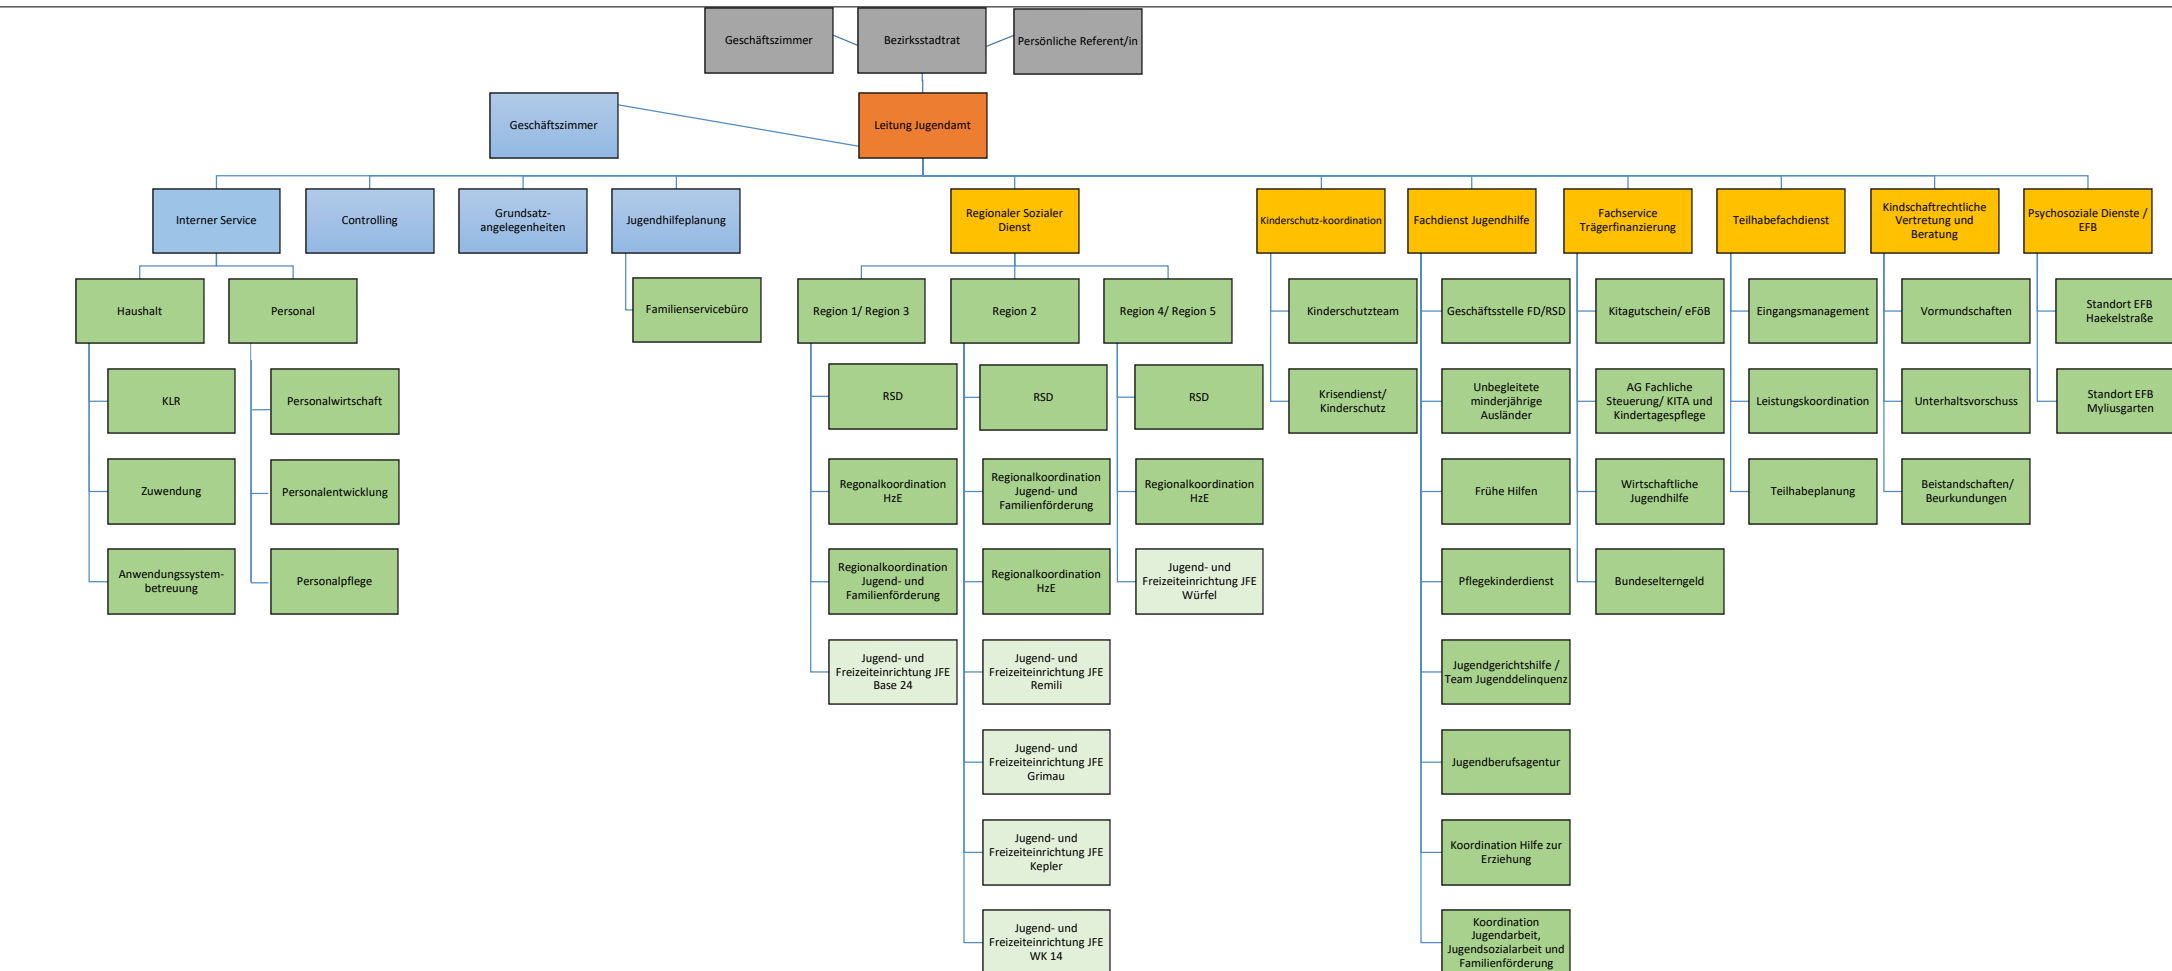 Geschäftszimmer
Bezirksstadtrat
Persönliche Referent/in
Geschäftszimmer
Leitung Jugendamt
Interner Service
Controlling
Grundsatz-
angelegenheiten
Jugendhilfeplanung
Regionaler Sozialer
Dienst
Kinderschutz-koordination
Fachdienst Jugendhilfe
Fachservice
Trägerfinanzierung
Teilhabefachdienst
Kindschaftrechtliche
Vertretung und
Beratung
Psychosoziale Dienste /
EFB
Haushalt
Personal
Familienservicebüro
Region 1/ Region 3
Region 2
Region 4/ Region 5
Kinderschutzteam
Geschäftsstelle FD/RSD
Kitagutschein/ eFöB
Eingangsmanagement
Vormundschaften
Standort EFB
Haekelstraße
KLR
Personalwirtschaft
RSD
RSD
RSD
Krisendienst/
Kinderschutz
Unbegleitete
minderjährige
Ausländer
AG Fachliche
Steuerung/ KITA und
Kindertagespflege
Leistungskoordination
Unterhaltsvorschuss
Standort EFB
Myliusgarten
Zuwendung
Personalentwicklung
Regonalkoordination
HzE
Regionalkoordination
Jugend- und
Familienförderung
Regionalkoordination
HzE
Frühe Hilfen
Wirtschaftliche
Jugendhilfe
Teilhabeplanung
Beistandschaften/
Beurkundungen
Anwendungssystem-
betreuung
Personalpflege
Regionalkoordination
Jugend- und
Familienförderung
Regionalkoordination
HzE
Jugend- und
Freizeiteinrichtung JFE
Würfel
Pflegekinderdienst
Bundeselterngeld
Jugend- und
Freizeiteinrichtung JFE
Base 24
Jugend- und
Freizeiteinrichtung JFE
Remili
Jugendgerichtshilfe /
Team Jugenddelinquenz
Jugend- und
Freizeiteinrichtung JFE
Grimau
Jugendberufsagentur
Jugend- und
Freizeiteinrichtung JFE
Kepler
Koordination Hilfe zur
Erziehung
Jugend- und
Freizeiteinrichtung JFE
WK 14
Koordination
Jugendarbeit,
Jugendsozialarbeit und
Familienförderung